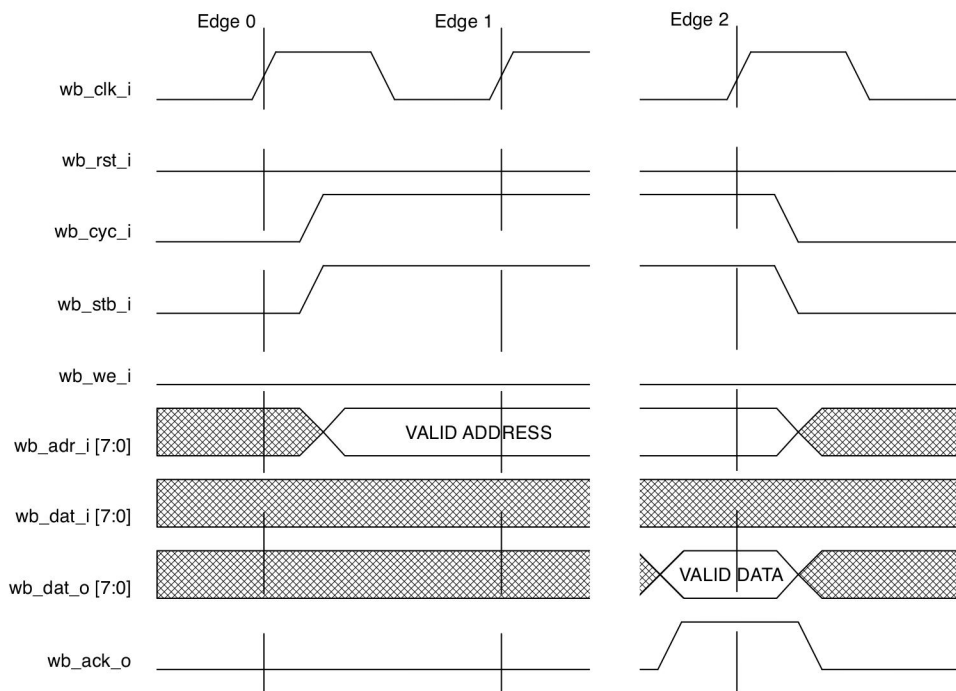 Edge 0
Edge 1
Edge 2
wb_clk_i
wb_rst_i
wb_cyc_i
wb_stb_i
wb_we_i
wb_adr_i [7:0]
VALID ADDRESS
wb_dat_i [7:0]
wb_dat_o [7:0]
VALID DATA
wb_ack_o